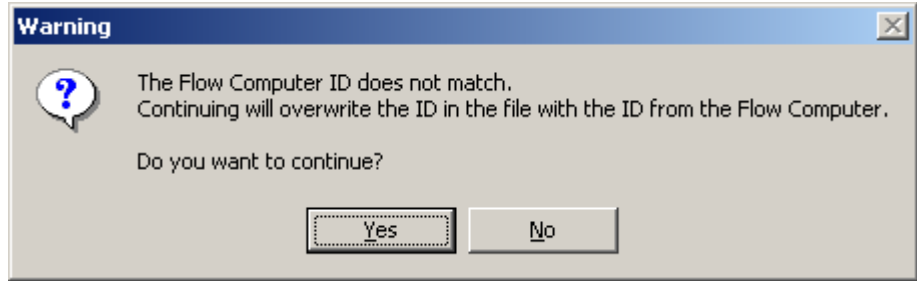 Warning
The Flow Computer ID does not match.
Continuing will overwrite the ID in the file with the ID from the Flow Computer.
Do you want to continue?
Yes
No